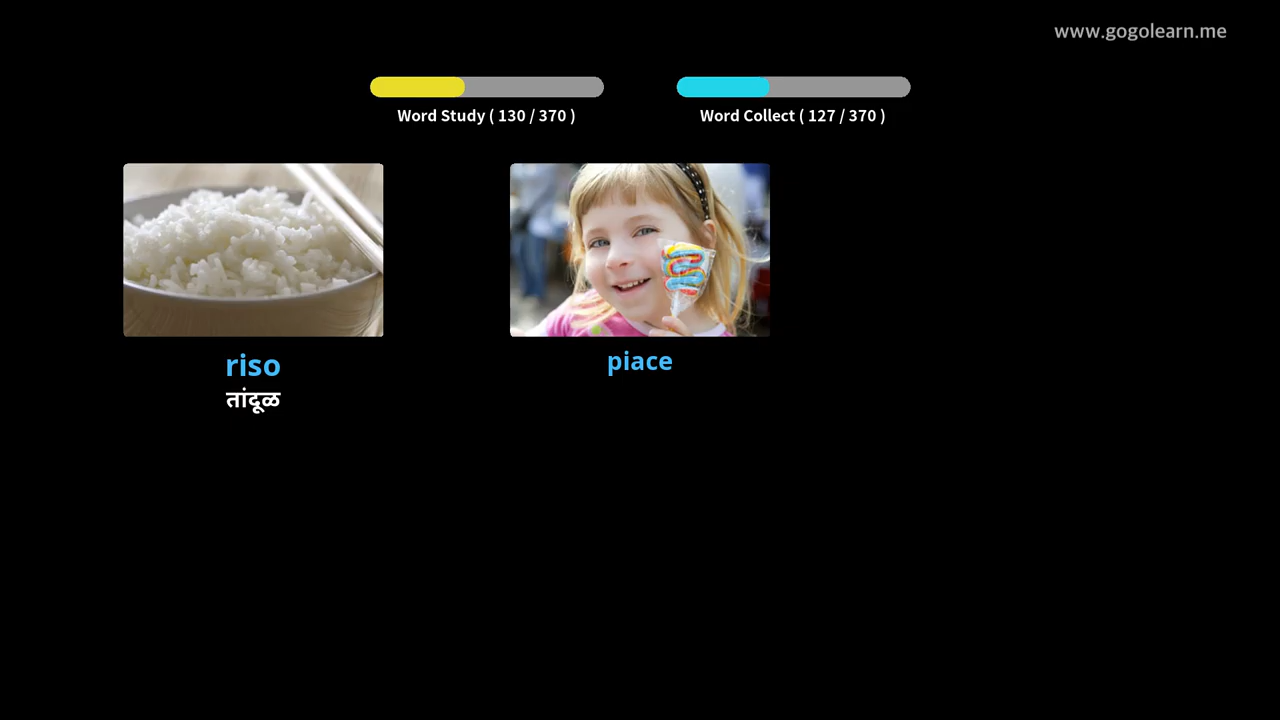 www.gogolearn.me
Word Study ( 130 / 370 )
Word Collect ( 127 / 370 )
riso
तांदूळ
piace